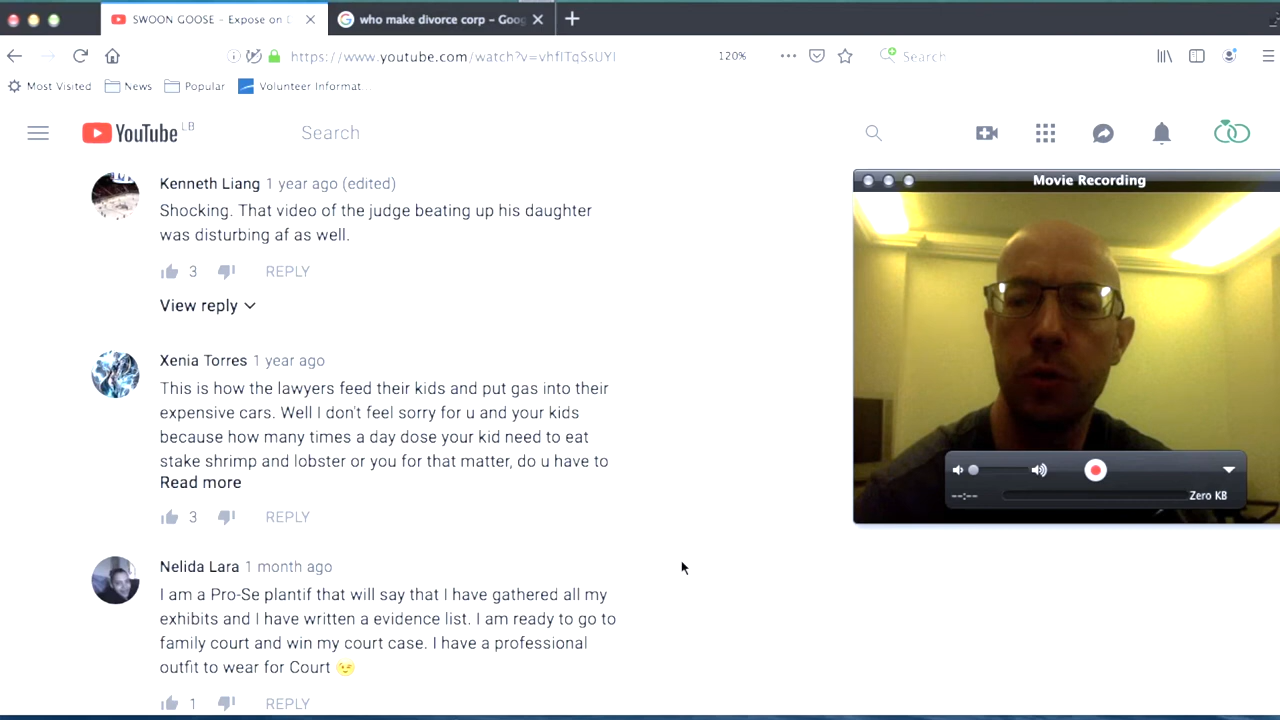 SWOON GOOSE - Expose on D
who make divorce corp - Goog
https://www.youtube.com/watch?v=vhfITqSsUYI
120%
Search
Most Visited
News
Popular
Volunteer Informat...
YouTube LB
Search
Movie Recording
Kenneth Liang 1 year ago (edited)
Shocking. That video of the judge beating up his daughter
was disturbing af as well.
3 REPLY
View reply
Xenia Torres 1 year ago
This is how the lawyers feed their kids and put gas into their
expensive cars. Well I don't feel sorry for u and your kids
because how many times a day dose your kid need to eat
stake shrimp and lobster or you for that matter, do u have to
Read more
3 REPLY
--:--
Zero KB
Nelida Lara 1 month ago
I am a Pro-Se plantif that will say that I have gathered all my
exhibits and I have written a evidence list. I am ready to go to
family court and win my court case. I have a professional
outfit to wear for Court 😉
1 REPLY